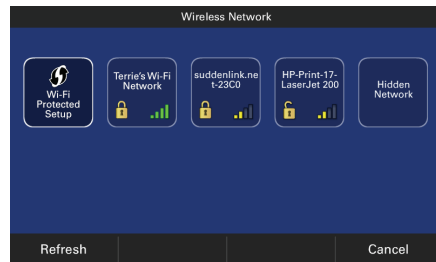 Wireless Network
Wi-Fi
Protected
Setup
Terrie's Wi-Fi
Network
suddenlink.ne
t-23C0
HP-Print-17-
LaserJet 200
Hidden
Network
Refresh
Cancel